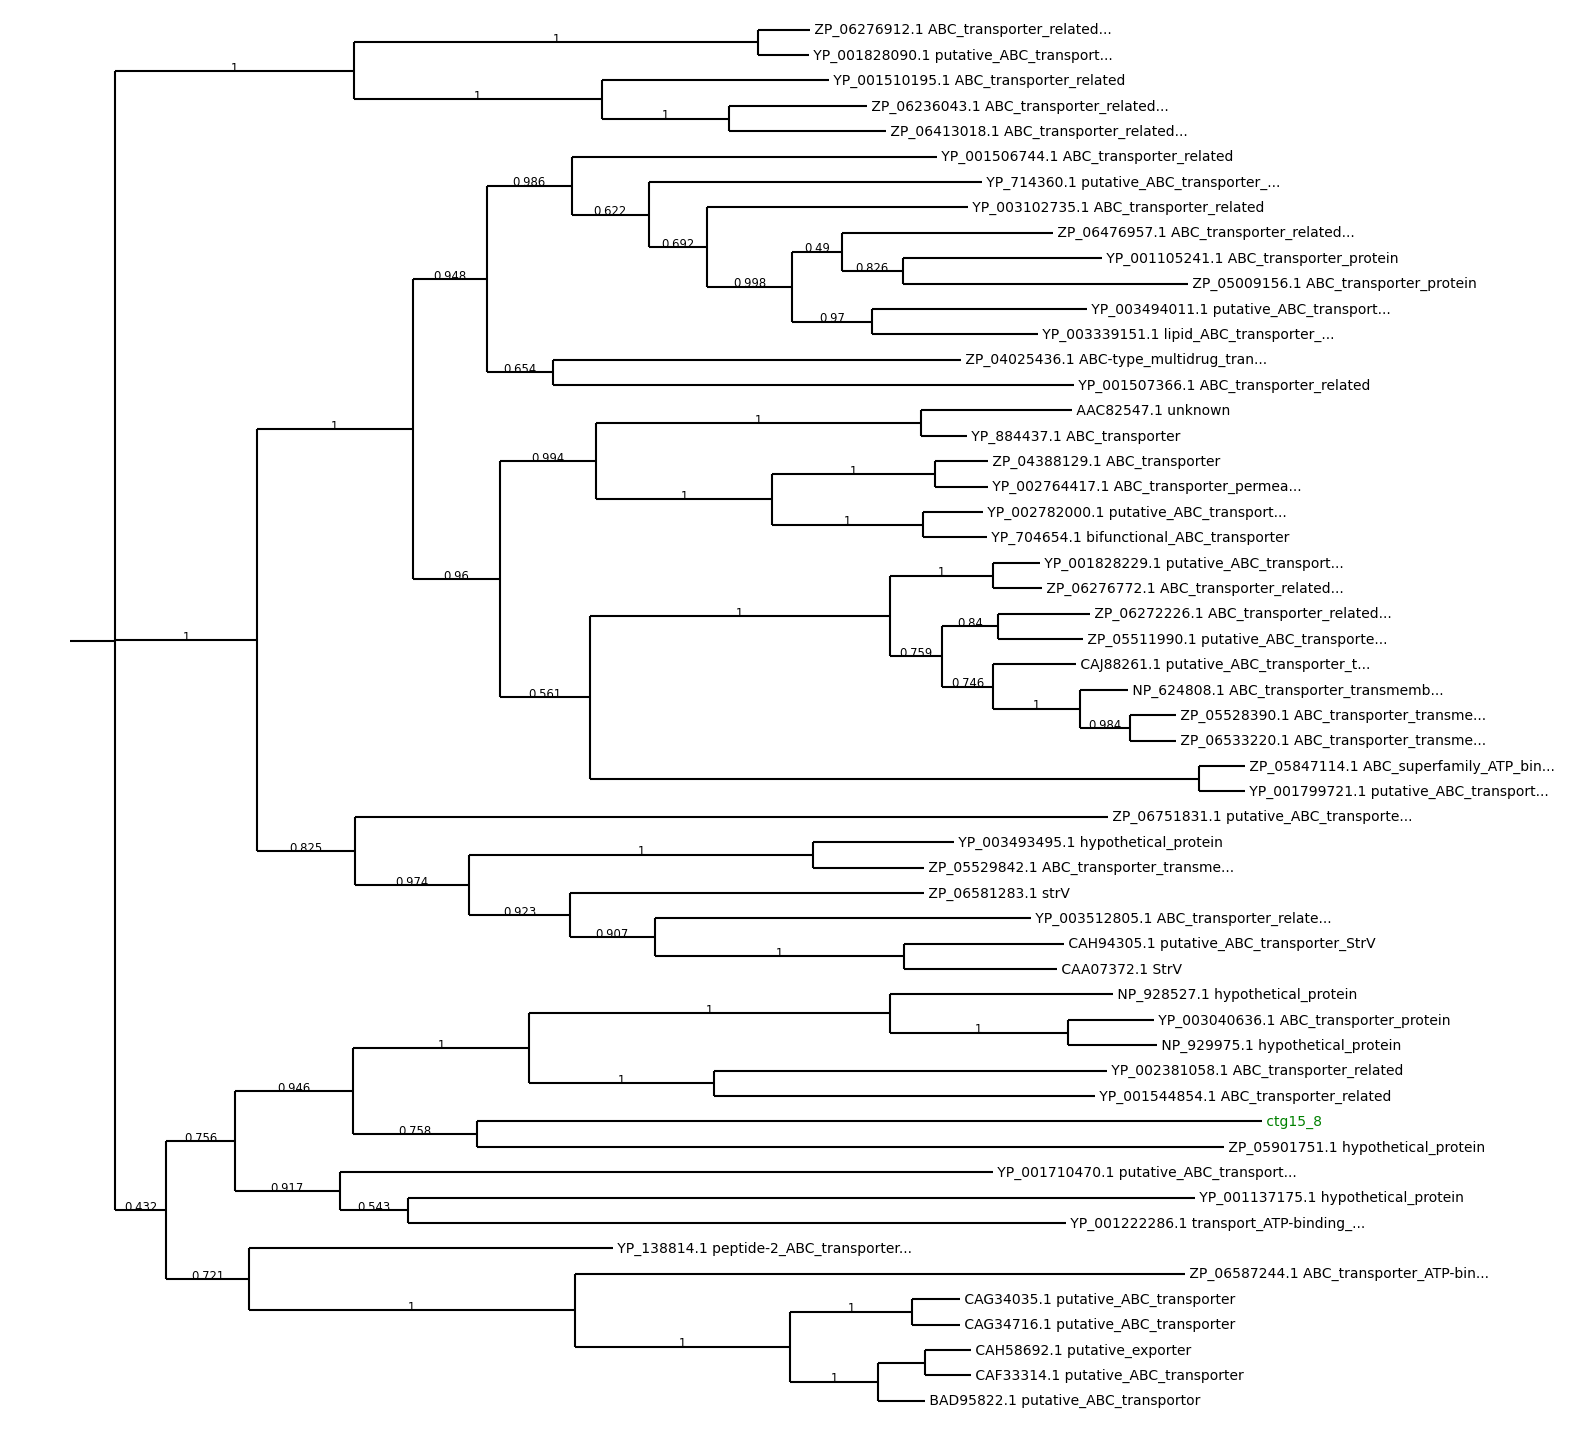 ZP_06276912.1 ABC_transporter_related...
1
YP_001828090.1 putative_ABC_transport...
1
YP_001510195.1 ABC_transporter_related
1
ZP_06236043.1 ABC_transporter_related...
1
ZP_06413018.1 ABC_transporter_related...
YP_001506744.1 ABC_transporter_related
0.986
YP_714360.1 putative_ABC_transporter_...
0.622
YP_003102735.1 ABC_transporter_related
ZP_06476957.1 ABC_transporter_related...
0.692
0.49
YP_001105241.1 ABC_transporter_protein
0.826
0.948
ZP_05009156.1 ABC_transporter_protein
0.998
YP_003494011.1 putative_ABC_transport...
0.97
YP_003339151.1 lipid_ABC_transporter_...
ZP_04025436.1 ABC-type_multidrug_tran...
0.654
YP_001507366.1 ABC_transporter_related
AAC82547.1 unknown
1
1
YP_884437.1 ABC_transporter
0.994
ZP_04388129.1 ABC_transporter
1
YP_002764417.1 ABC_transporter_permea...
1
YP_002782000.1 putative_ABC_transport...
1
YP_704654.1 bifunctional_ABC_transporter
YP_001828229.1 putative_ABC_transport...
1
0.96
ZP_06276772.1 ABC_transporter_related...
1
ZP_06272226.1 ABC_transporter_related...
0.84
1
ZP_05511990.1 putative_ABC_transporte...
0.759
CAJ88261.1 putative_ABC_transporter_t...
0.746
NP_624808.1 ABC_transporter_transmemb...
0.561
1
ZP_05528390.1 ABC_transporter_transme...
0.984
ZP_06533220.1 ABC_transporter_transme...
ZP_05847114.1 ABC_superfamily_ATP_bin...
YP_001799721.1 putative_ABC_transport...
ZP_06751831.1 putative_ABC_transporte...
YP_003493495.1 hypothetical_protein
0.825
1
ZP_05529842.1 ABC_transporter_transme...
0.974
ZP_06581283.1 strV
0.923
YP_003512805.1 ABC_transporter_relate...
0.907
CAH94305.1 putative_ABC_transporter_StrV
1
CAA07372.1 StrV
NP_928527.1 hypothetical_protein
1
YP_003040636.1 ABC_transporter_protein
1
NP_929975.1 hypothetical_protein
1
YP_002381058.1 ABC_transporter_related
1
0.946
YP_001544854.1 ABC_transporter_related
ctg15_8
0.758
0.756
ZP_05901751.1 hypothetical_protein
YP_001710470.1 putative_ABC_transport...
0.917
YP_001137175.1 hypothetical_protein
0.432
0.543
YP_001222286.1 transport_ATP-binding_...
YP_138814.1 peptide-2_ABC_transporter...
0.721
ZP_06587244.1 ABC_transporter_ATP-bin...
CAG34035.1 putative_ABC_transporter
1
1
CAG34716.1 putative_ABC_transporter
1
CAH58692.1 putative_exporter
CAF33314.1 putative_ABC_transporter
1
BAD95822.1 putative_ABC_transportor